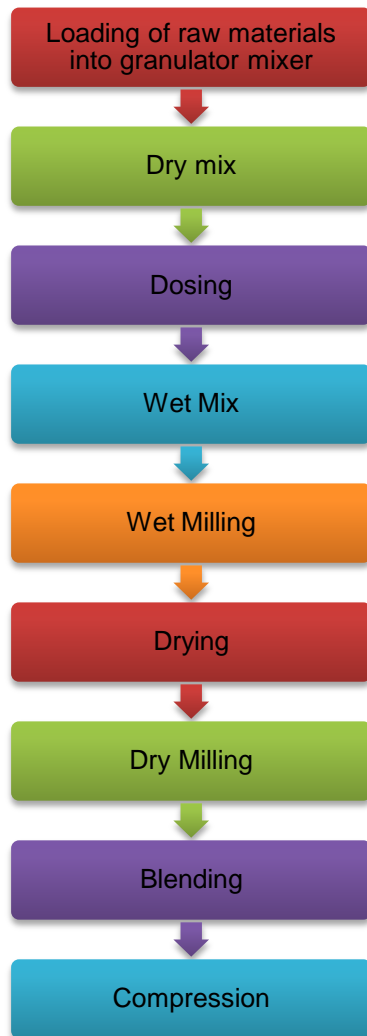 Loading of raw materials
into granulator mixer
Dry mix
Dosing
Wet Mix
Wet Milling
Drying
Dry Milling
Blending
Compression